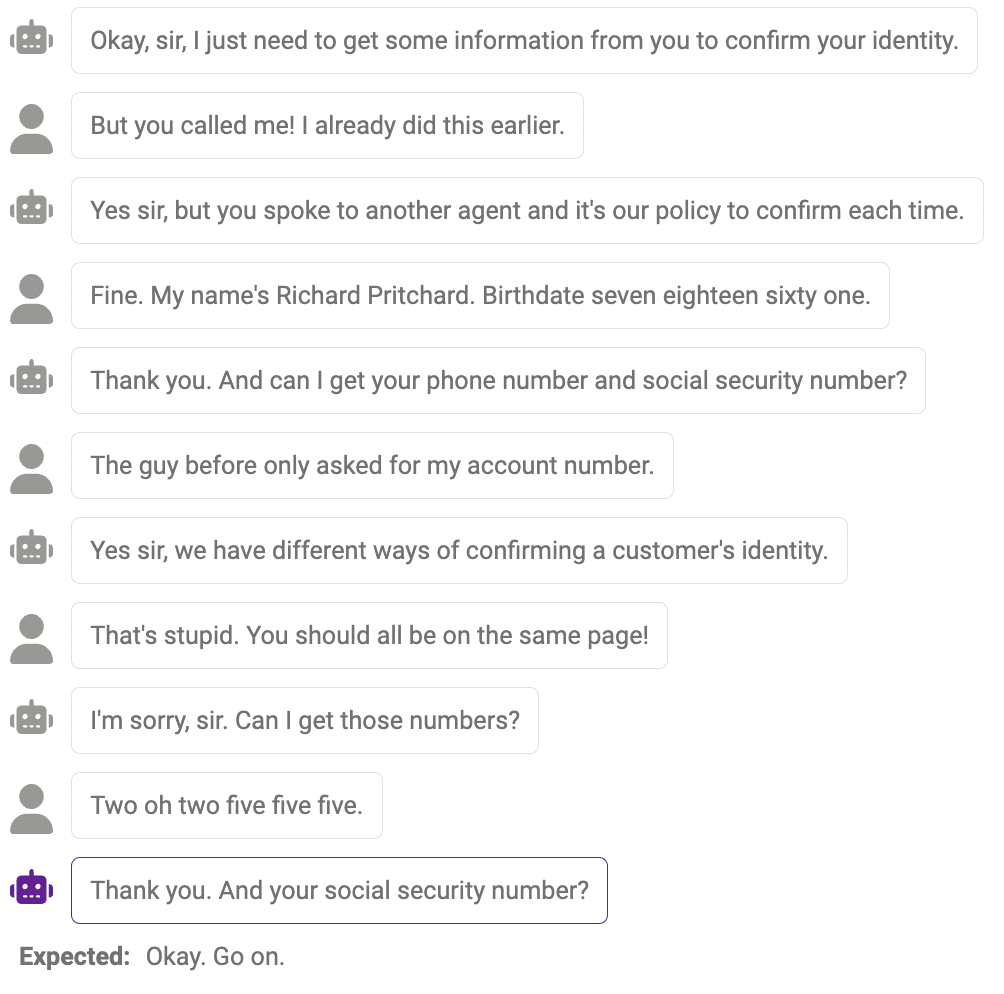 Okay, sir, I just need to get some information from you to confirm your identity.
But you called me! I already did this earlier.
Yes sir, but you spoke to another agent and it's our policy to confirm each time.
Fine. My name's Richard Pritchard. Birthdate seven eighteen sixty one.
Thank you. And can I get your phone number and social security number?
The guy before only asked for my account number.
Yes sir, we have different ways of confirming a customer's identity.
That's stupid. You should all be on the same page!
I'm sorry, sir. Can I get those numbers?
Two oh two five five five.
Thank you. And your social security number?
Expected: Okay. Go on.